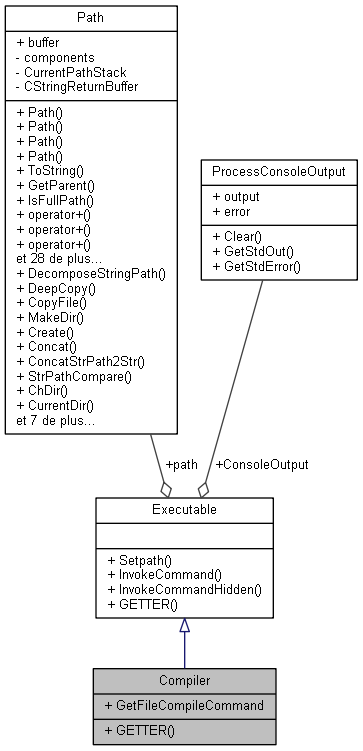 Path
+ buffer
- components
- CurrentPathStack
- CStringReturnBuffer
+ Path()
+ Path()
+ Path()
+ Path()
+ ToString()
+ GetParent()
+ IsFullPath()
+ operator+()
+ operator+()
+ operator+()
et 28 de plus...
+ DecomposeStringPath()
+ DeepCopy()
+ CopyFile()
+ MakeDir()
+ Create()
+ Concat()
+ ConcatStrPath2Str()
+ StrPathCompare()
+ ChDir()
+ CurrentDir()
et 7 de plus...
ProcessConsoleOutput
+ output
+ error
+ Clear()
+ GetStdOut()
+ GetStdError()
+path
+ConsoleOutput
Executable
+ Setpath()
+ InvokeCommand()
+ InvokeCommandHidden()
+ GETTER()
Compiler
+ GetFileCompileCommand
+ GETTER()